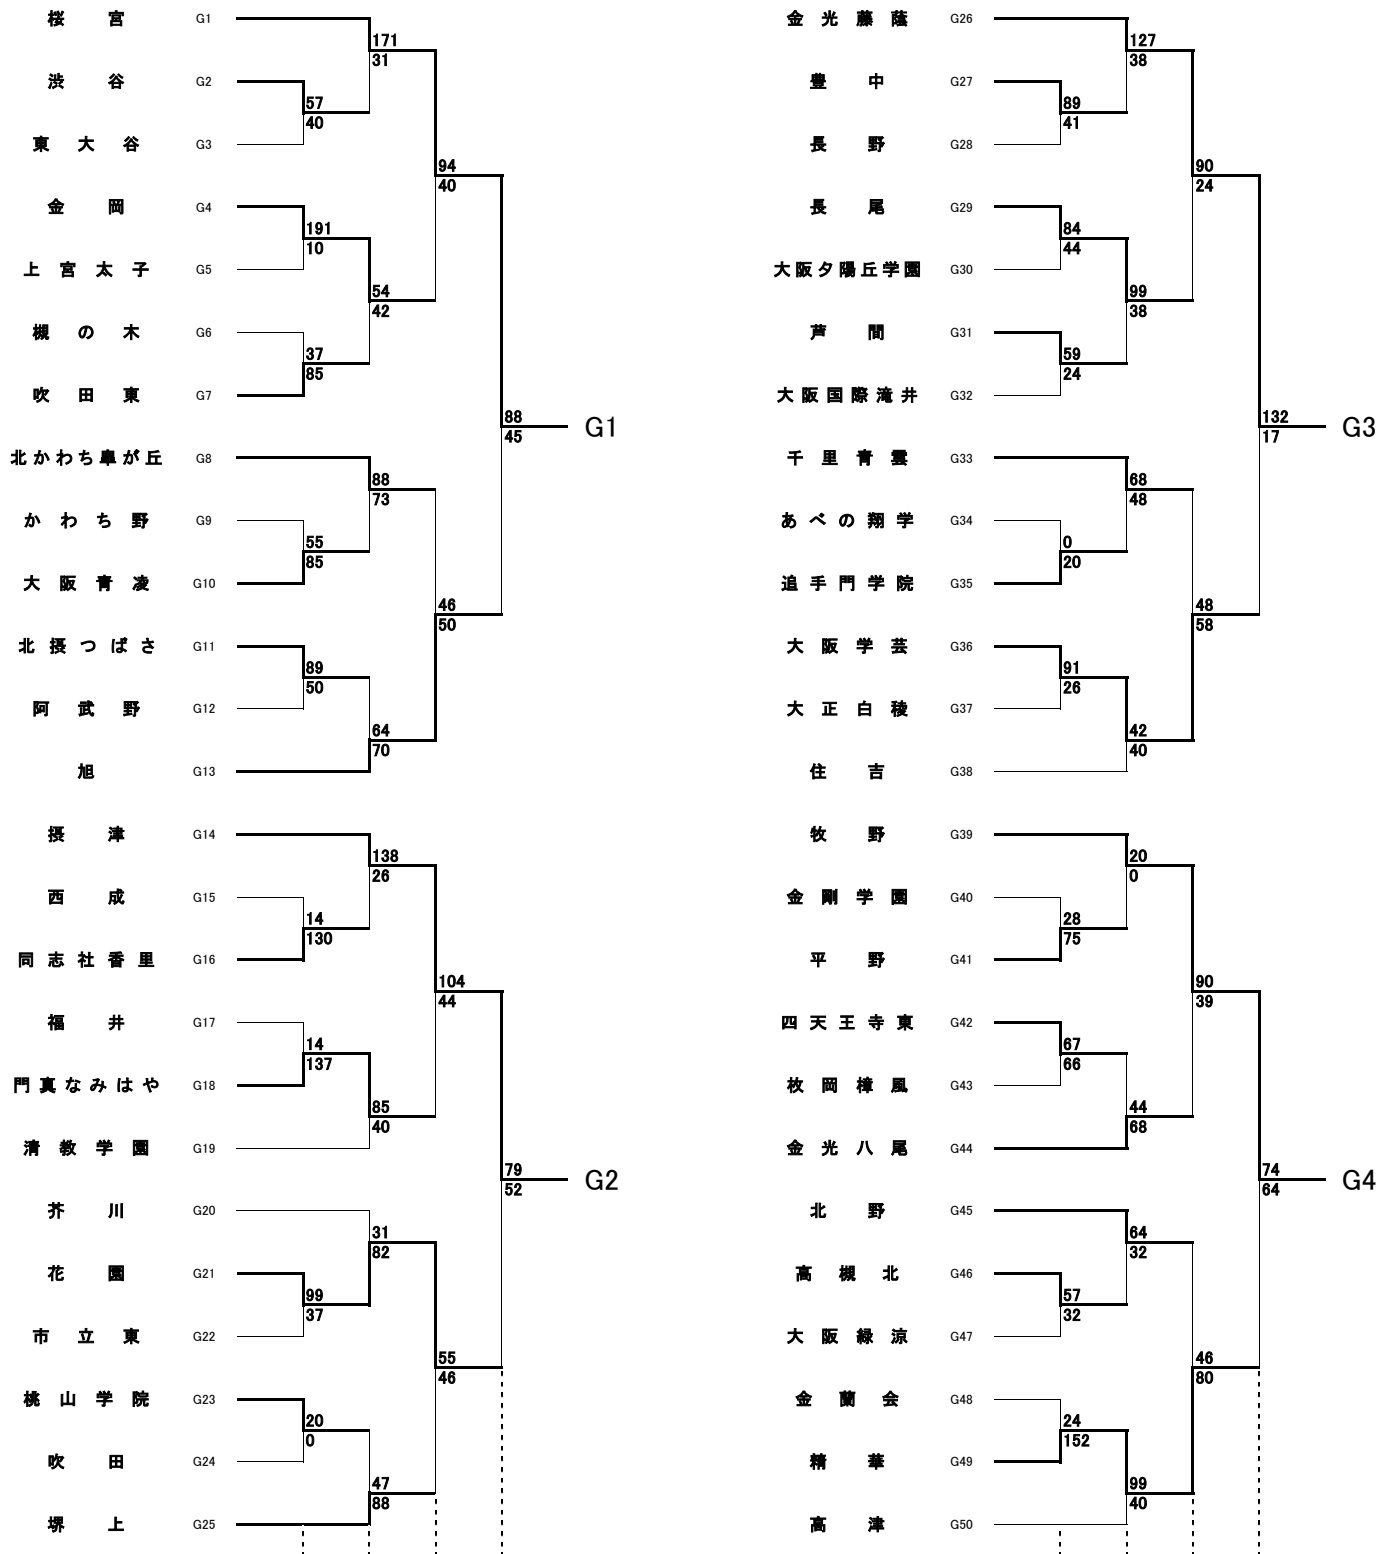 桜宮 G1
171
31
渋谷 G2
57
40
東大谷 G3
94
40
金岡 G4
191
10
上宮太子 G5
54
42
槻の木 G6
37
85
吹田東 G7
88
45
G1
北かわち皐が丘 G8
88
73
かわち野 G9
55
85
大阪青凌 G10
46
50
北摂つばさ G11
89
50
阿武野 G12
64
70
旭 G13
摂津 G14
138
26
西成 G15
14
130
同志社香里 G16
104
44
福井 G17
14
137
門真なみはや G18
85
40
清教学園 G19
79
52
G2
芥川 G20
31
82
花園 G21
99
37
市立東 G22
55
46
桃山学院 G23
20
0
吹田 G24
47
88
堺上 G25
金光藤蔭 G26
127
38
豊中 G27
89
41
長野 G28
90
24
長尾 G29
84
44
大阪夕陽丘学園 G30
99
38
芦間 G31
59
24
大阪国際滝井 G32
132
17
G3
千里青雲 G33
68
48
あべの翔学 G34
0
20
追手門学院 G35
48
58
大阪学芸 G36
91
26
大正白稜 G37
42
40
住吉 G38
牧野 G39
20
0
金剛学園 G40
28
75
平野 G41
90
39
四天王寺東 G42
67
66
枚岡樟風 G43
44
68
金光八尾 G44
74
64
G4
北野 G45
64
32
高槻北 G46
57
32
大阪緑涼 G47
46
80
金蘭会 G48
24
152
精華 G49
99
40
高津 G50